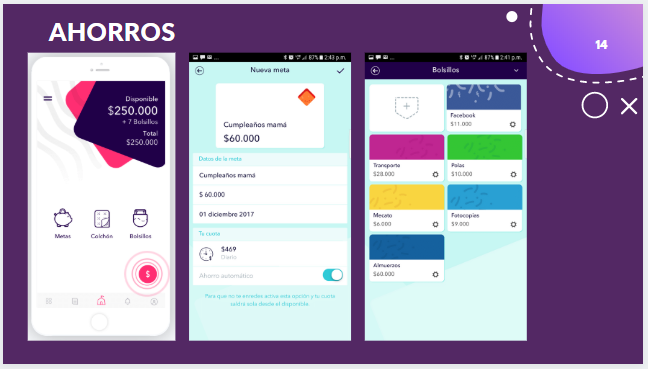 AHORROS
14
Disponible
$250.000
+ 7 Bolsillos
Total
$250.000
Metas
Colchón
Bolsillos
$
87% 2:43 p.m.
Nueva meta
Cumpleaños mamá
$60.000
Datos de la meta
Cumpleaños mamá
$ 60.000
01 diciembre 2017
Tu cuota
$469
Diario
Ahorro automático
Para que no te enredes activa esta opción y tu cuota
saldrá sola desde el disponible
87% 2:41 p.m.
Bolsillos
Facebook
$11.000
Transporte
$28.000
Polas
$10.000
Mecato
$6.000
Fotocopias
$9.000
Almuerzos
$60.000